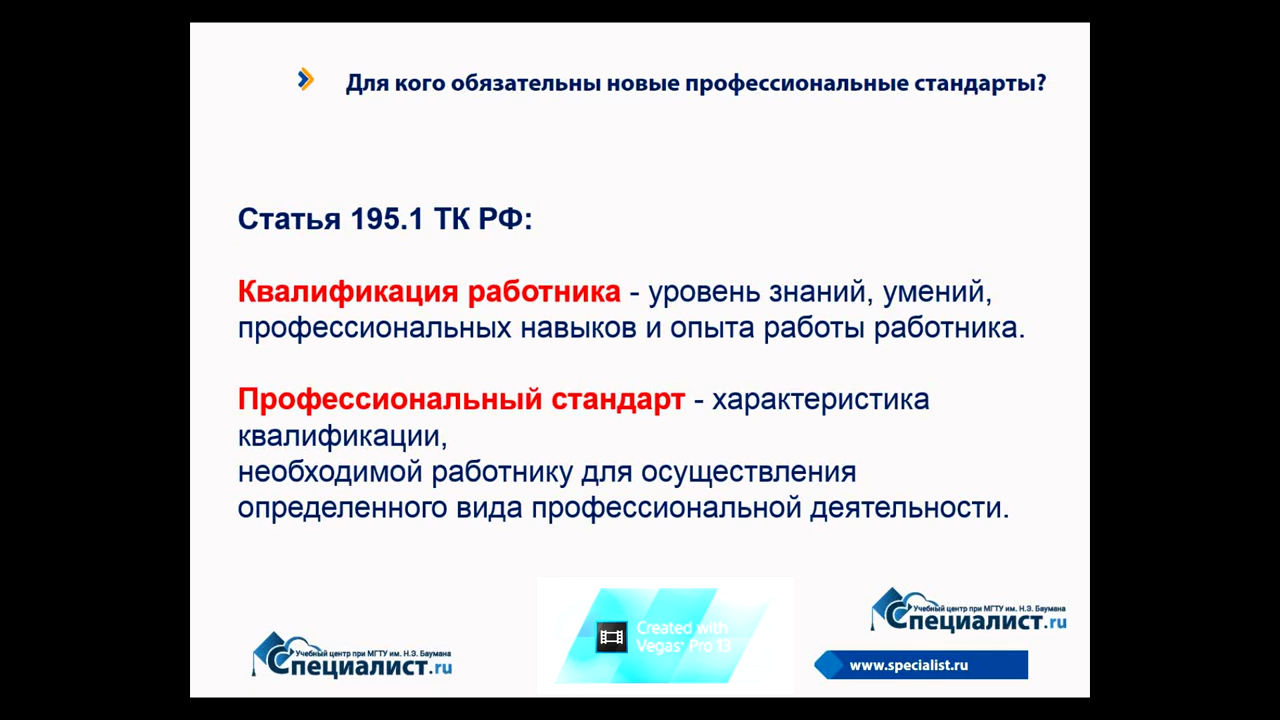 Для кого обязательны новые профессиональные стандарты?
Статья 195.1 ТК РФ:
Квалификация работника - уровень знаний, умений,
профессиональных навыков и опыта работы работника.
Профессиональный стандарт - характеристика
квалификации,
необходимой работнику для осуществления
определенного вида профессиональной деятельности.
Учебный центр при МГТУ им. Н.Э. Баумана
Специалист.ru
Created with
Vegas® Pro 13
Учебный центр при МГТУ им. Н.Э. Баумана
Специалист.ru
www.specialist.ru